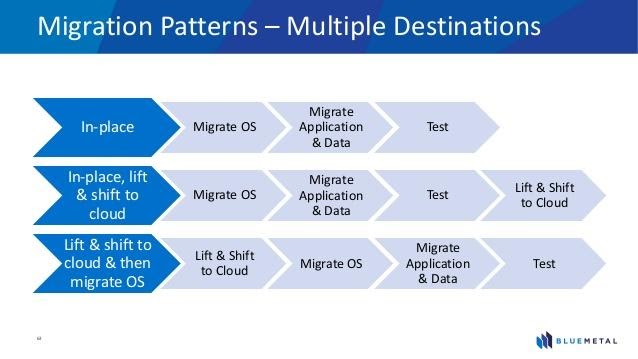 Migration Patterns – Multiple Destinations
In-place
Migrate OS
Migrate
Application
& Data
Test
In-place, lift
& shift to
cloud
Migrate OS
Migrate
Application
& Data
Test
Lift & Shift
to Cloud
Lift & shift to
cloud & then
migrate OS
Lift & Shift
to Cloud
Migrate OS
Migrate
Application
& Data
Test
BLUEMETAL